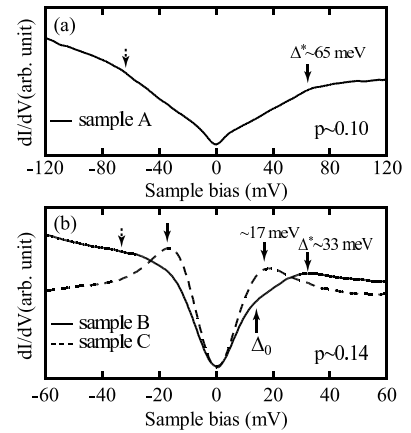 (a)
Δ*~65 meV
dI/dV(arb. unit)
sample A
p~0.10
-120 -80 -40 0 40 80 120
Sample bias (mV)
(b)
~17 meV
Δ*~33 meV
dI/dV(arb. unit)
sample B
sample C
Δ0
p~0.14
-60 -40 -20 0 20 40 60
Sample bias (mV)